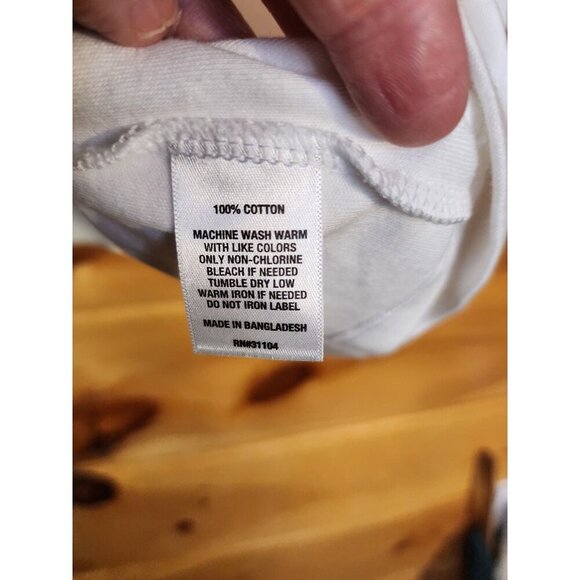 100% COTTON
MACHINE WASH WARM
WITH LIKE COLORS
ONLY NON-CHLORINE
BLEACH IF NEEDED
TUMBLE DRY LOW
WARM IRON IF NEEDED
DO NOT IRON LABEL
MADE IN BANGLADESH
RN#31104